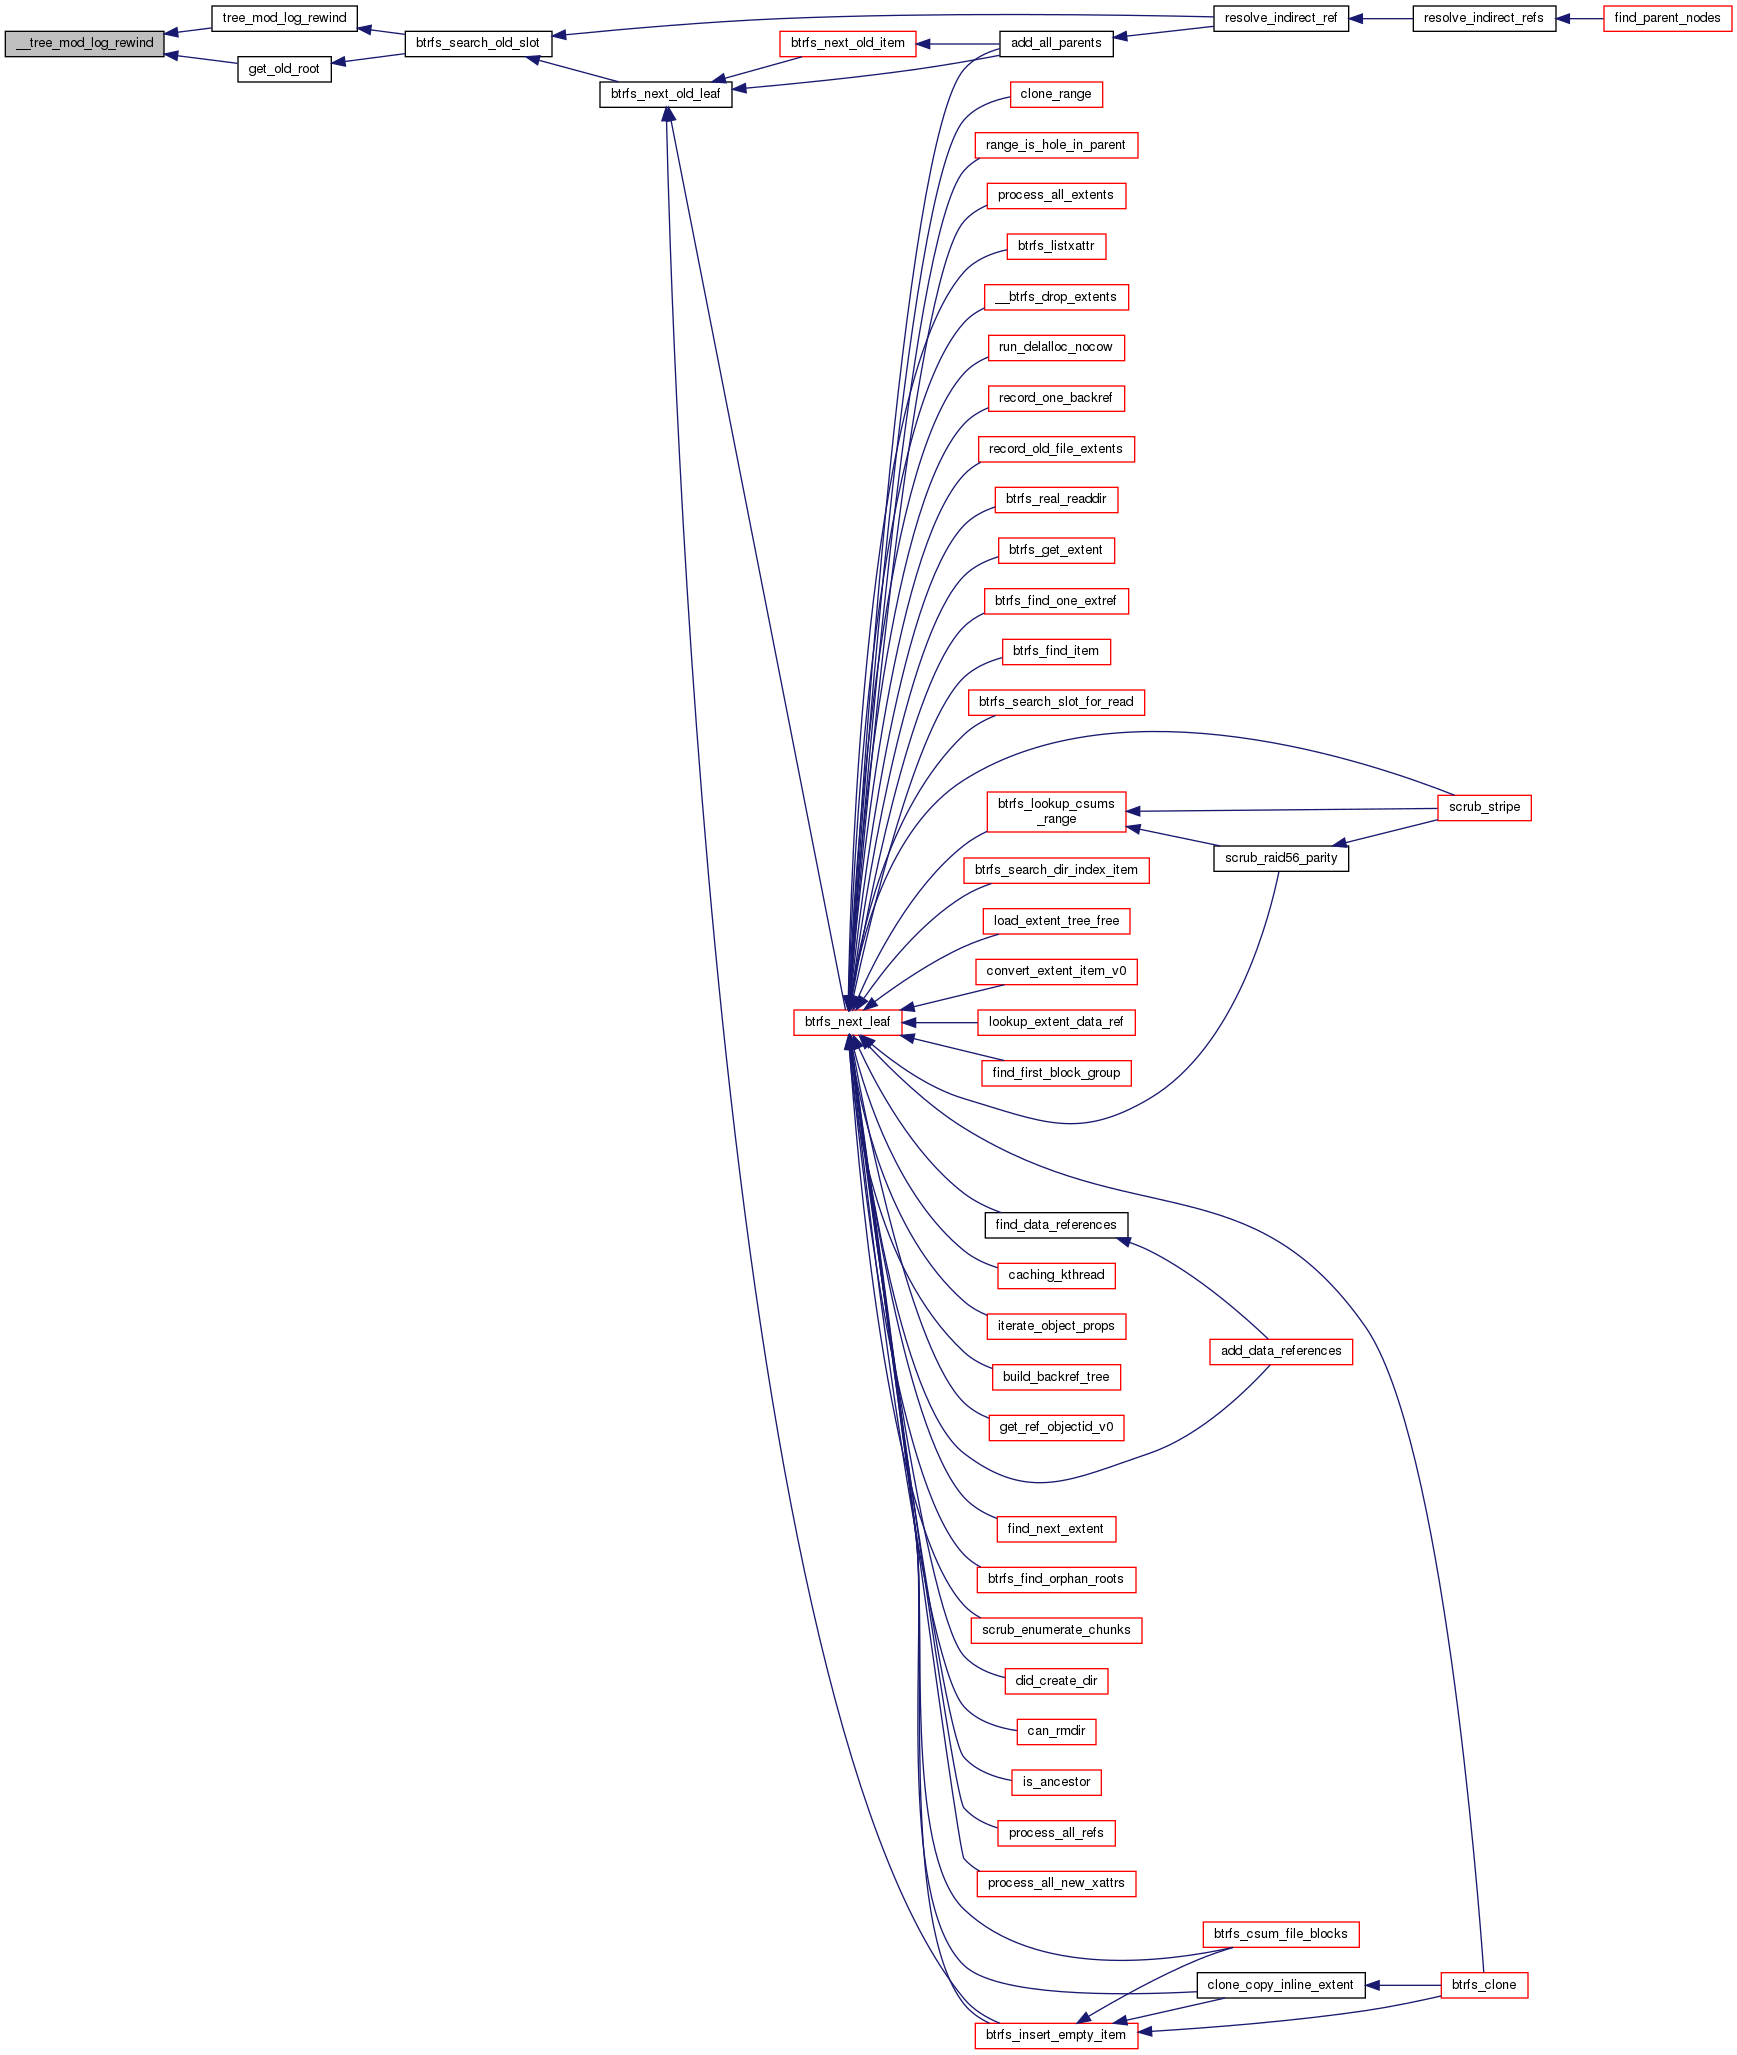 tree_mod_log_rewind
resolve_indirect_ref
resolve_indirect_refs
find_parent_nodes
__tree_mod_log_rewind
btrfs_search_old_slot
btrfs_next_old_item
add_all_parents
get_old_root
btrfs_next_old_leaf
clone_range
range_is_hole_in_parent
process_all_extents
btrfs_listxattr
__btrfs_drop_extents
run_delalloc_nocow
record_one_backref
record_old_file_extents
btrfs_real_readdir
btrfs_get_extent
btrfs_find_one_extref
btrfs_find_item
btrfs_search_slot_for_read
btrfs_lookup_csums
_range
scrub_stripe
scrub_raid56_parity
btrfs_search_dir_index_item
load_extent_tree_free
convert_extent_item_v0
btrfs_next_leaf
lookup_extent_data_ref
find_first_block_group
find_data_references
caching_kthread
iterate_object_props
add_data_references
build_backref_tree
get_ref_objectid_v0
find_next_extent
btrfs_find_orphan_roots
scrub_enumerate_chunks
did_create_dir
can_rmdir
is_ancestor
process_all_refs
process_all_new_xattrs
btrfs_csum_file_blocks
clone_copy_inline_extent
btrfs_clone
btrfs_insert_empty_item